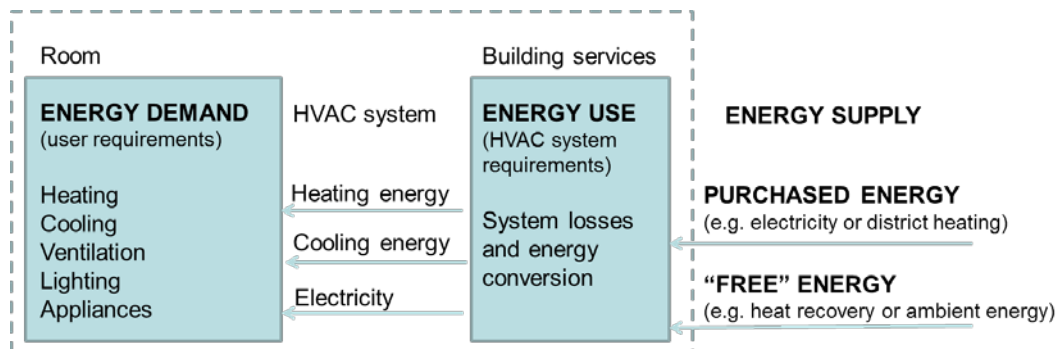 Room
ENERGY DEMAND
(user requirements)
Heating
Cooling
Ventilation
Lighting
Appliances
HVAC system
Heating energy
Cooling energy
Electricity
Building services
ENERGY USE
(HVAC system
requirements)
System losses
and energy
conversion
ENERGY SUPPLY
PURCHASED ENERGY
(e.g. electricity or district heating)
“FREE” ENERGY
(e.g. heat recovery or ambient energy)